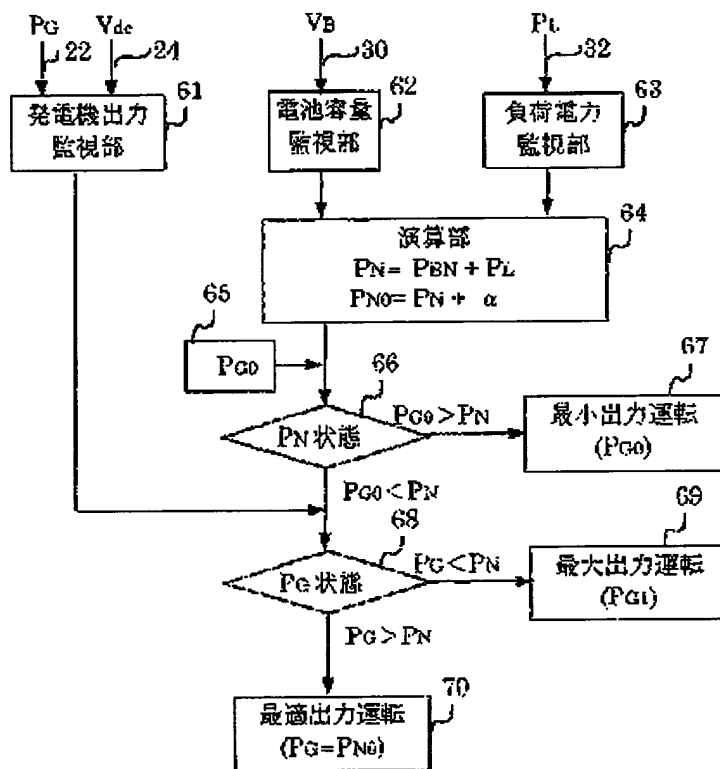 PG
Vdc
VB
PL
22
24
30
32
61
62
63
発電機出力
監視部
電池容量
監視部
負荷電力
監視部
64
演算部
PN= PBN + PL
PN0= PN + α
65
PG0
66
67
PN 状態
PG0>PN
最小出力運転
(PG0)
PG0<PN
68
69
PG 状態
PG<PN
最大出力運転
(PG1)
PG>PN
70
最適出力運転
(PG=PN0)